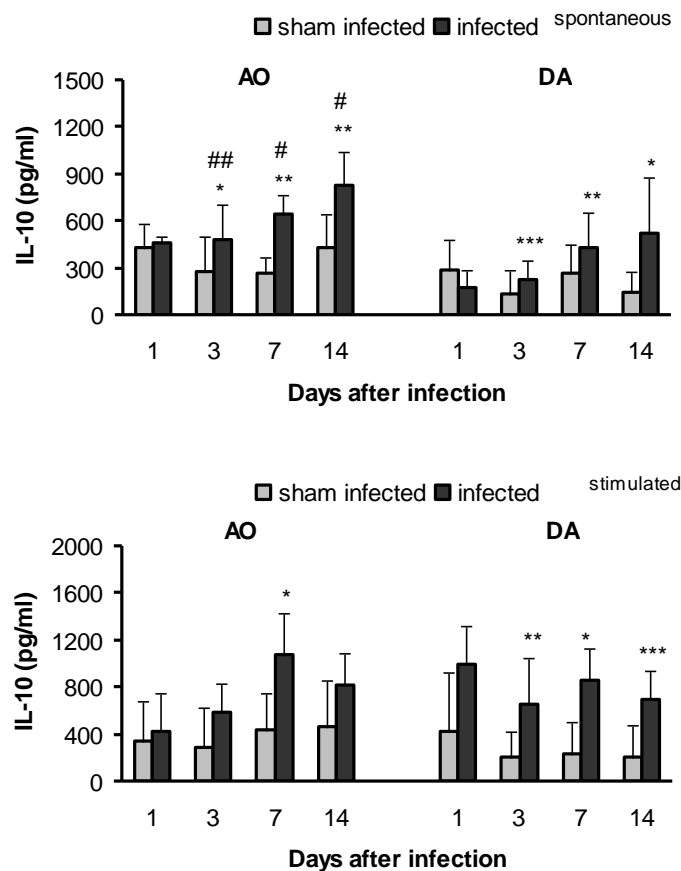 sham infected infected spontaneous
AO DA
IL-10 (pg/ml)
1500
1200
900
600
300
0
#
## # **
* ** ** *
***
1 3 7 14 1 3 7 14
Days after infection
sham infected infected stimulated
AO DA
IL-10 (pg/ml)
2000
1600
1200
800
400
0
*
** * ***
1 3 7 14 1 3 7 14
Days after infection